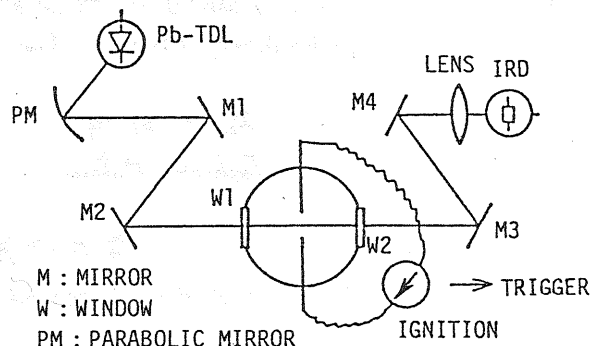 Pb-TDL
LENS IRD
PM
M1
M4
W1
M2
W2
M3
M : MIRROR
W : WINDOW
PM : PARABOLIC MIRROR
TRIGGER
IGNITION